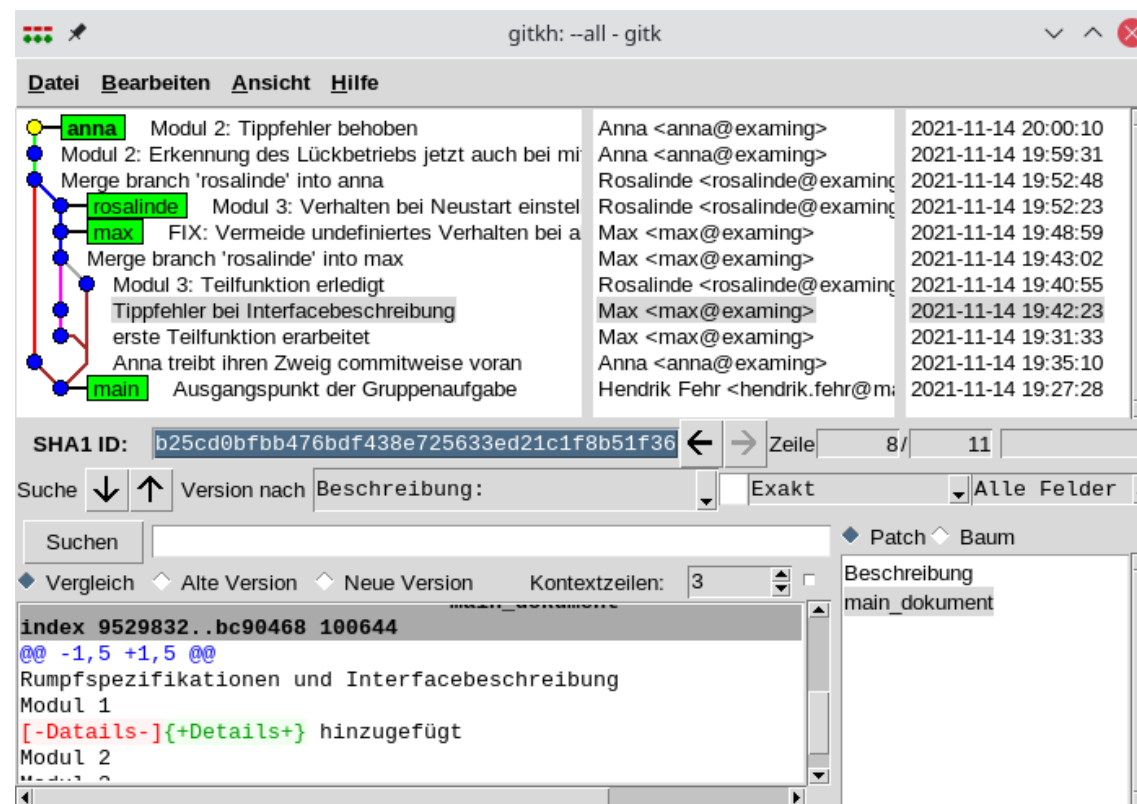 gitkh: --all - gitk
Datei Bearbeiten Ansicht Hilfe
anna Modul 2: Tippfehler behoben Anna <anna@examing> 2021-11-14 20:00:10
Modul 2: Erkennung des Lückbetriebs jetzt auch bei mi Anna <anna@examing> 2021-11-14 19:59:31
Merge branch 'rosalinde' into anna Rosalinde <rosalinde@examing 2021-11-14 19:52:48
rosalinde Modul 3: Verhalten bei Neustart einstel Rosalinde <rosalinde@examing 2021-11-14 19:52:23
max FIX: Vermeide undefiniertes Verhalten bei a Max <max@examing> 2021-11-14 19:48:59
Merge branch 'rosalinde' into max Max <max@examing> 2021-11-14 19:43:02
Modul 3: Teilfunktion erledigt Rosalinde <rosalinde@examing 2021-11-14 19:40:55
Tippfehler bei Interfacebeschreibung Max <max@examing> 2021-11-14 19:42:23
erste Teilfunktion erarbeitet Max <max@examing> 2021-11-14 19:31:33
Anna treibt ihren Zweig commitweise voran Anna <anna@examing> 2021-11-14 19:35:10
main Ausgangspunkt der Gruppenaufgabe Hendrik Fehr <hendrik.fehr@ma 2021-11-14 19:27:28
SHA1 ID: b25cd0bfbb476bdf438e725633ed21c1f8b51f36 Zeile 8/ 11
Suche Version nach Beschreibung: Exakt Alle Felder
Suchen
Patch Baum
Vergleich Alte Version Neue Version Kontextzeilen: 3
Beschreibung
main_dokument
main_dokument
index 9529832..bc90468 100644
@@ -1,5 +1,5 @@
Rumpfspezifikationen und Interfacebeschreibung
Modul 1
[-Datails-]{+Details+} hinzugefügt
Modul 2